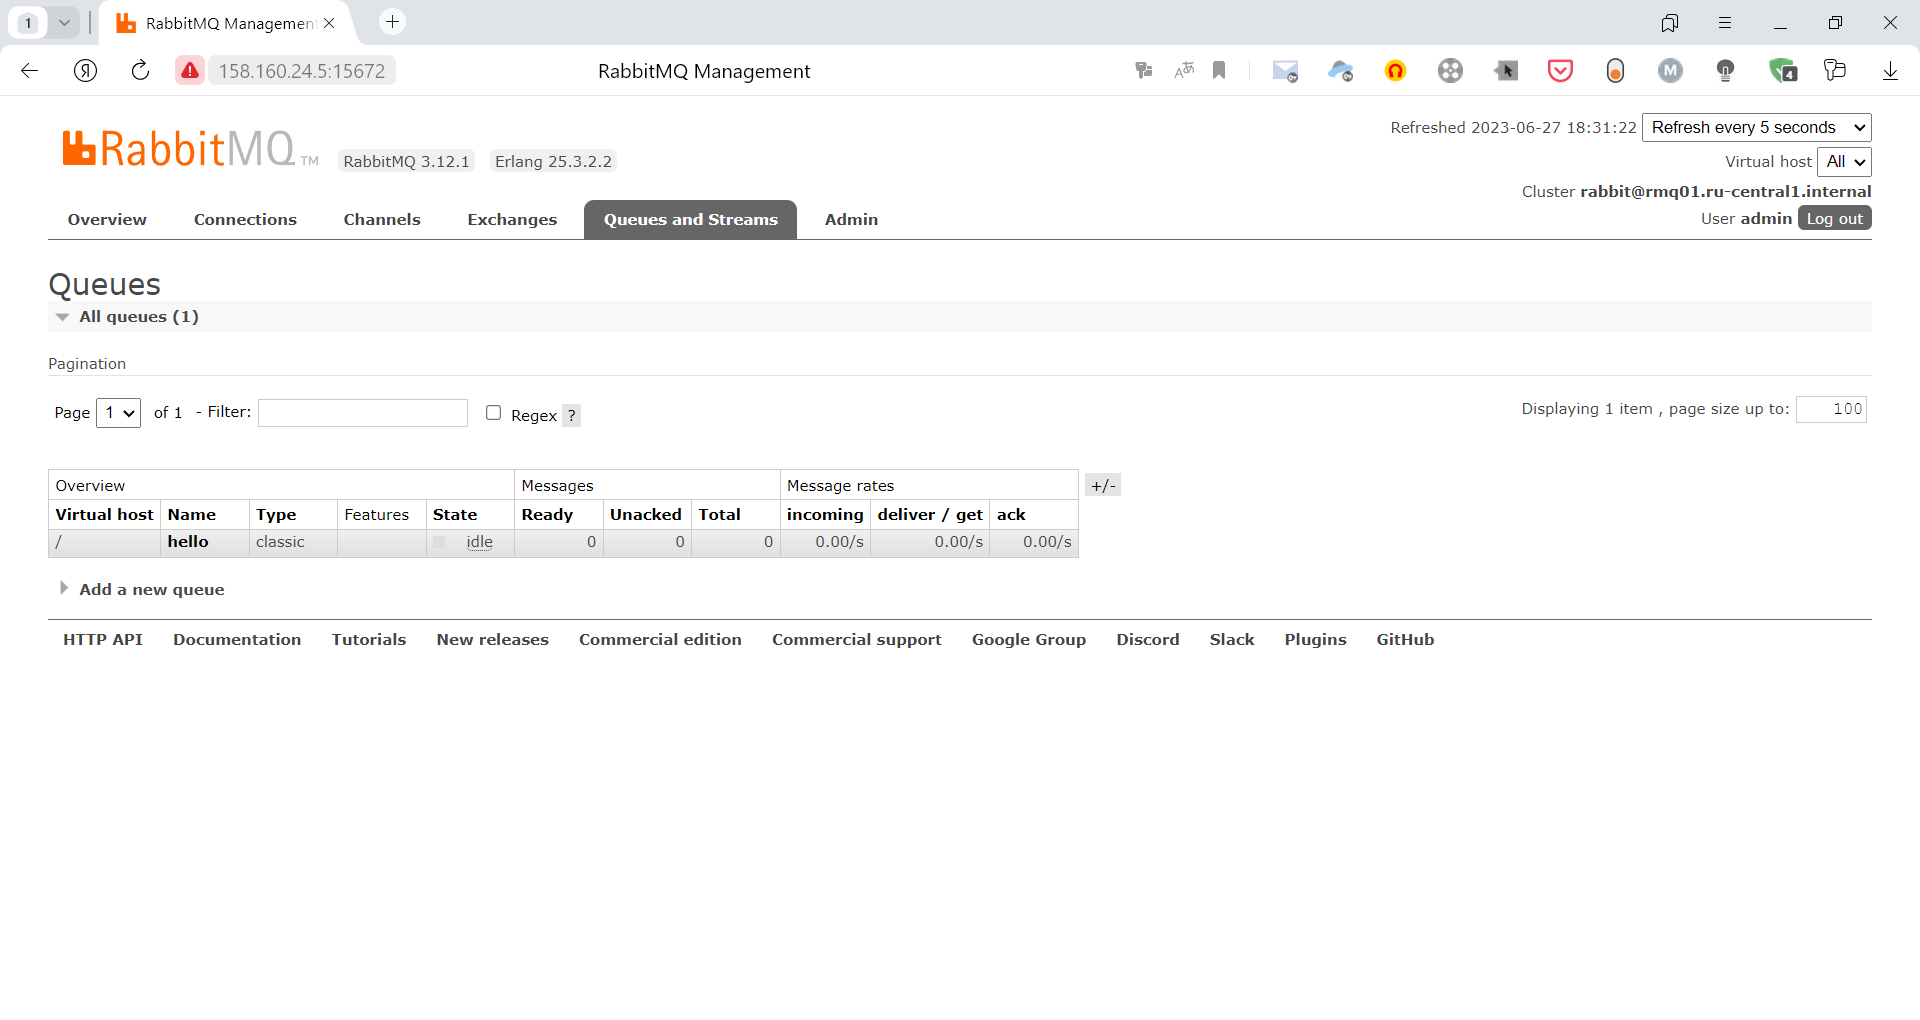 1 RabbitMQ Managemen
158.160.24.5:15672 RabbitMQ Management
RabbitMQ TM RabbitMQ 3.12.1 Erlang 25.3.2.2
Refreshed 2023-06-27 18:31:22 Refresh every 5 seconds
Virtual host All
Cluster rabbit@rmq01.ru-central1.internal
User admin Log out
Overview Connections Channels Exchanges Queues and Streams Admin
Queues
All queues (1)
Pagination
Page 1 of 1 - Filter: Regex ? Displaying 1 item , page size up to: 100
Overview Messages Message rates +/-
Virtual host Name Type Features State Ready Unacked Total incoming deliver / get ack
/ hello classic idle 0 0 0 0.00/s 0.00/s 0.00/s
Add a new queue
HTTP API Documentation Tutorials New releases Commercial edition Commercial support Google Group Discord Slack Plugins GitHub